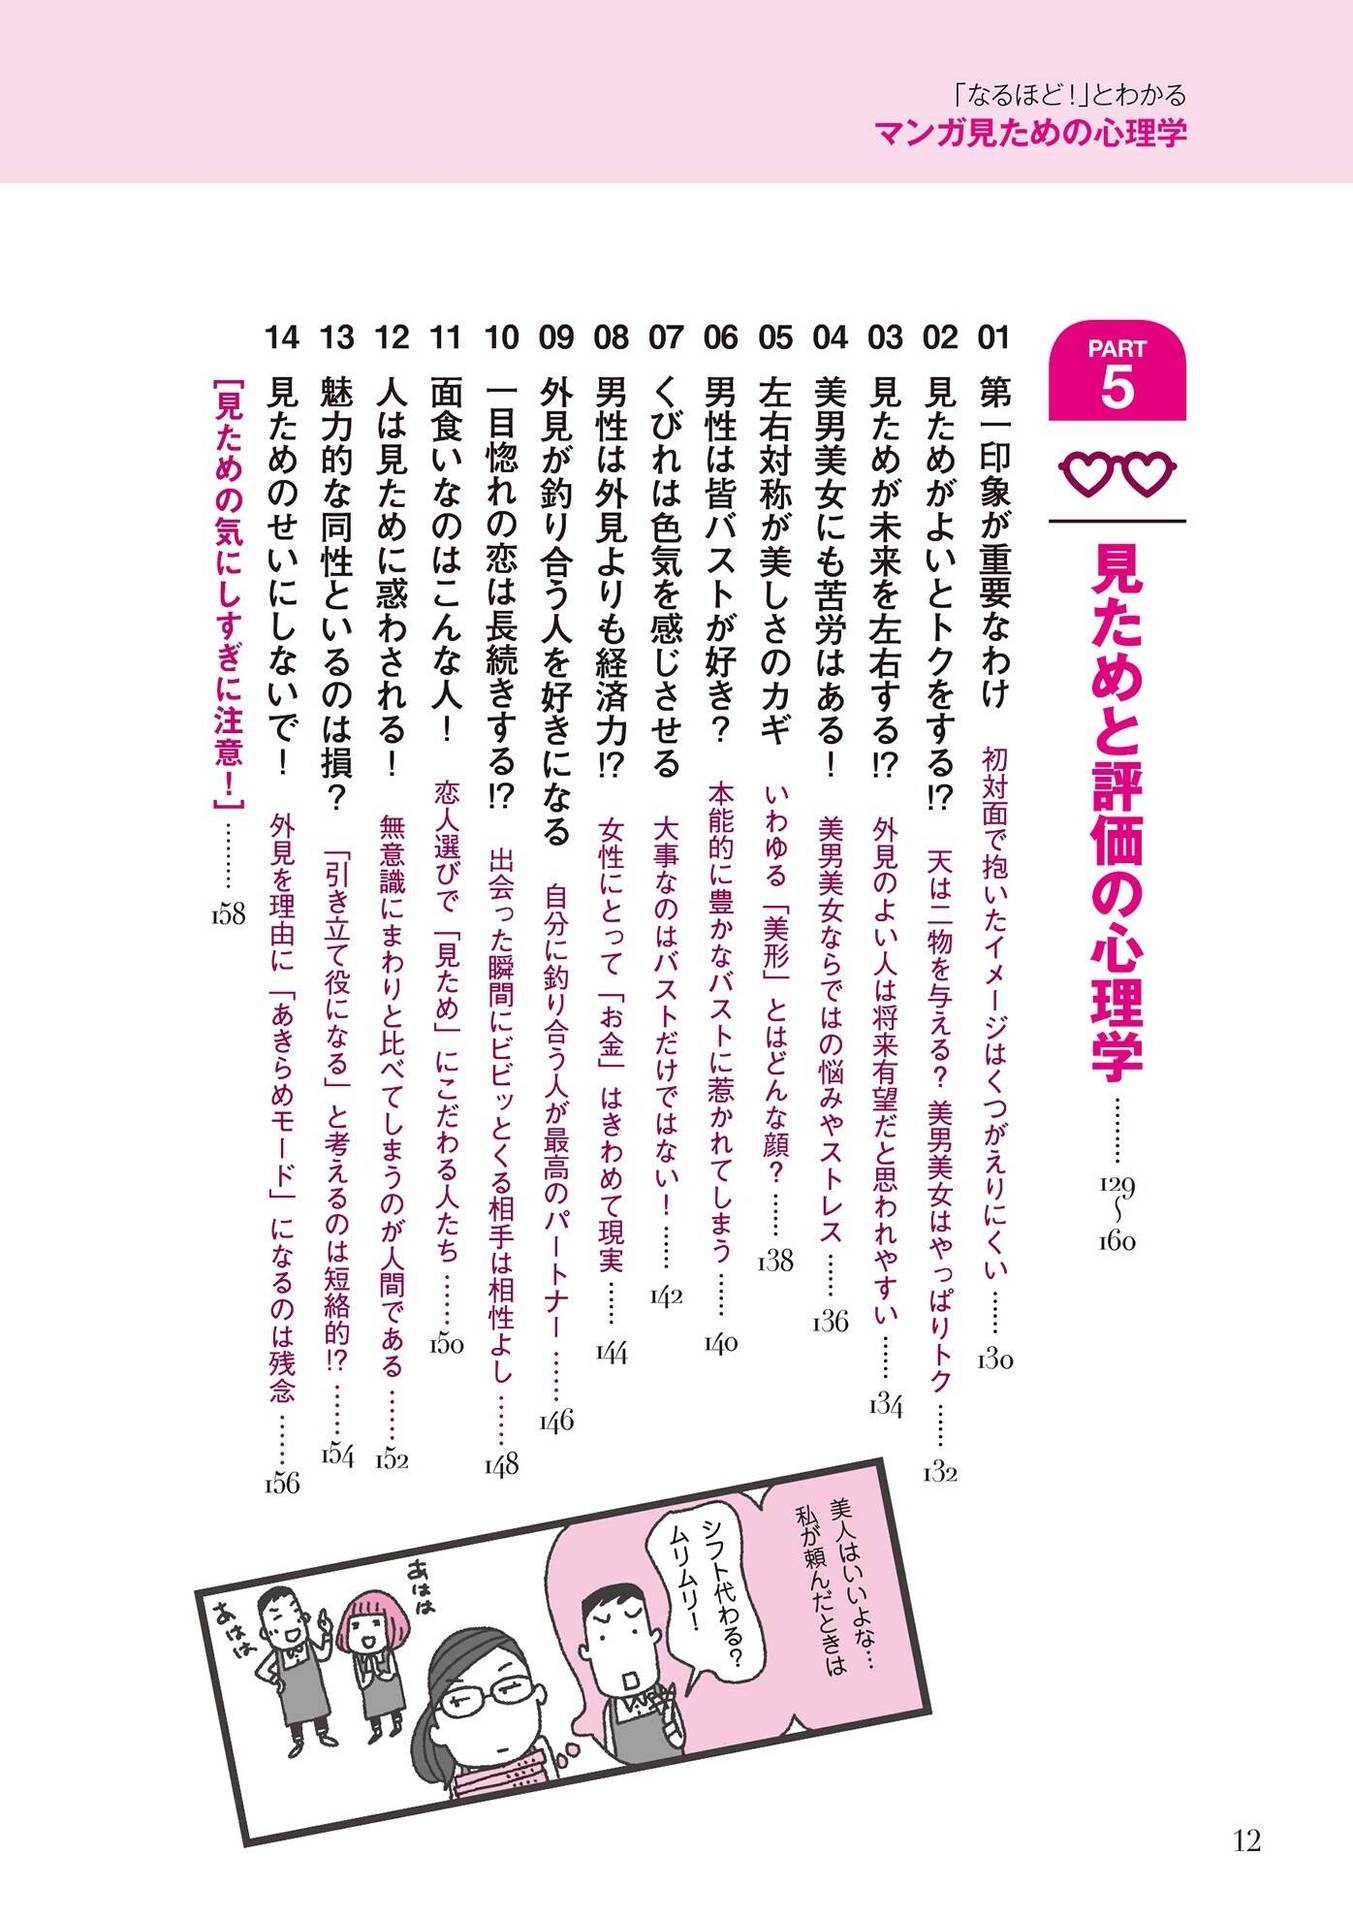 「なるほど！」とわかる
マンガ見ための心理学
PART
5
見ためと評価の心理学………129～160
01 第一印象が重要なわけ 初対面で抱いたイメージはくつがえりにくい……130
02 見ためがよいとトクをする!? 天は二物を与える？ 美男美女はやっぱりトク……132
03 見ためが未来を左右する!? 外見のよい人は将来有望だと思われやすい……134
04 美男美女にも苦労はある！ 美男美女ならではの悩みやストレス……136
05 左右対称が美しさのカギ いわゆる「美形」とはどんな顔？……138
06 男性は皆バストが好き？ 本能的に豊かなバストに惹かれてしまう……140
07 くびれは色気を感じさせる 大事なのはバストだけではない！……142
08 男性は外見よりも経済力!? 女性にとって「お金」はきわめて現実……144
09 外見が釣り合う人を好きになる 自分に釣り合う人が最高のパートナー……146
10 一目惚れの恋は長続きする!? 出会った瞬間にビビッとくる相手は相性よし……148
11 面食いなのはこんな人！ 恋人選びで「見ため」にこだわる人たち……150
12 人は見ために惑わされる！ 無意識にまわりと比べてしまうのが人間である……152
13 魅力的な同性といるのは損？ 「引き立て役になる」と考えるのは短絡的!?……154
14 見ためのせいにしないで！ 外見を理由に「あきらめモード」になるのは残念……156
［見ための気にしすぎに注意！］………158
美人はいいよな…
私が頼んだときは
シフト代わる？
ムリムリ！
あはは
あはは
12